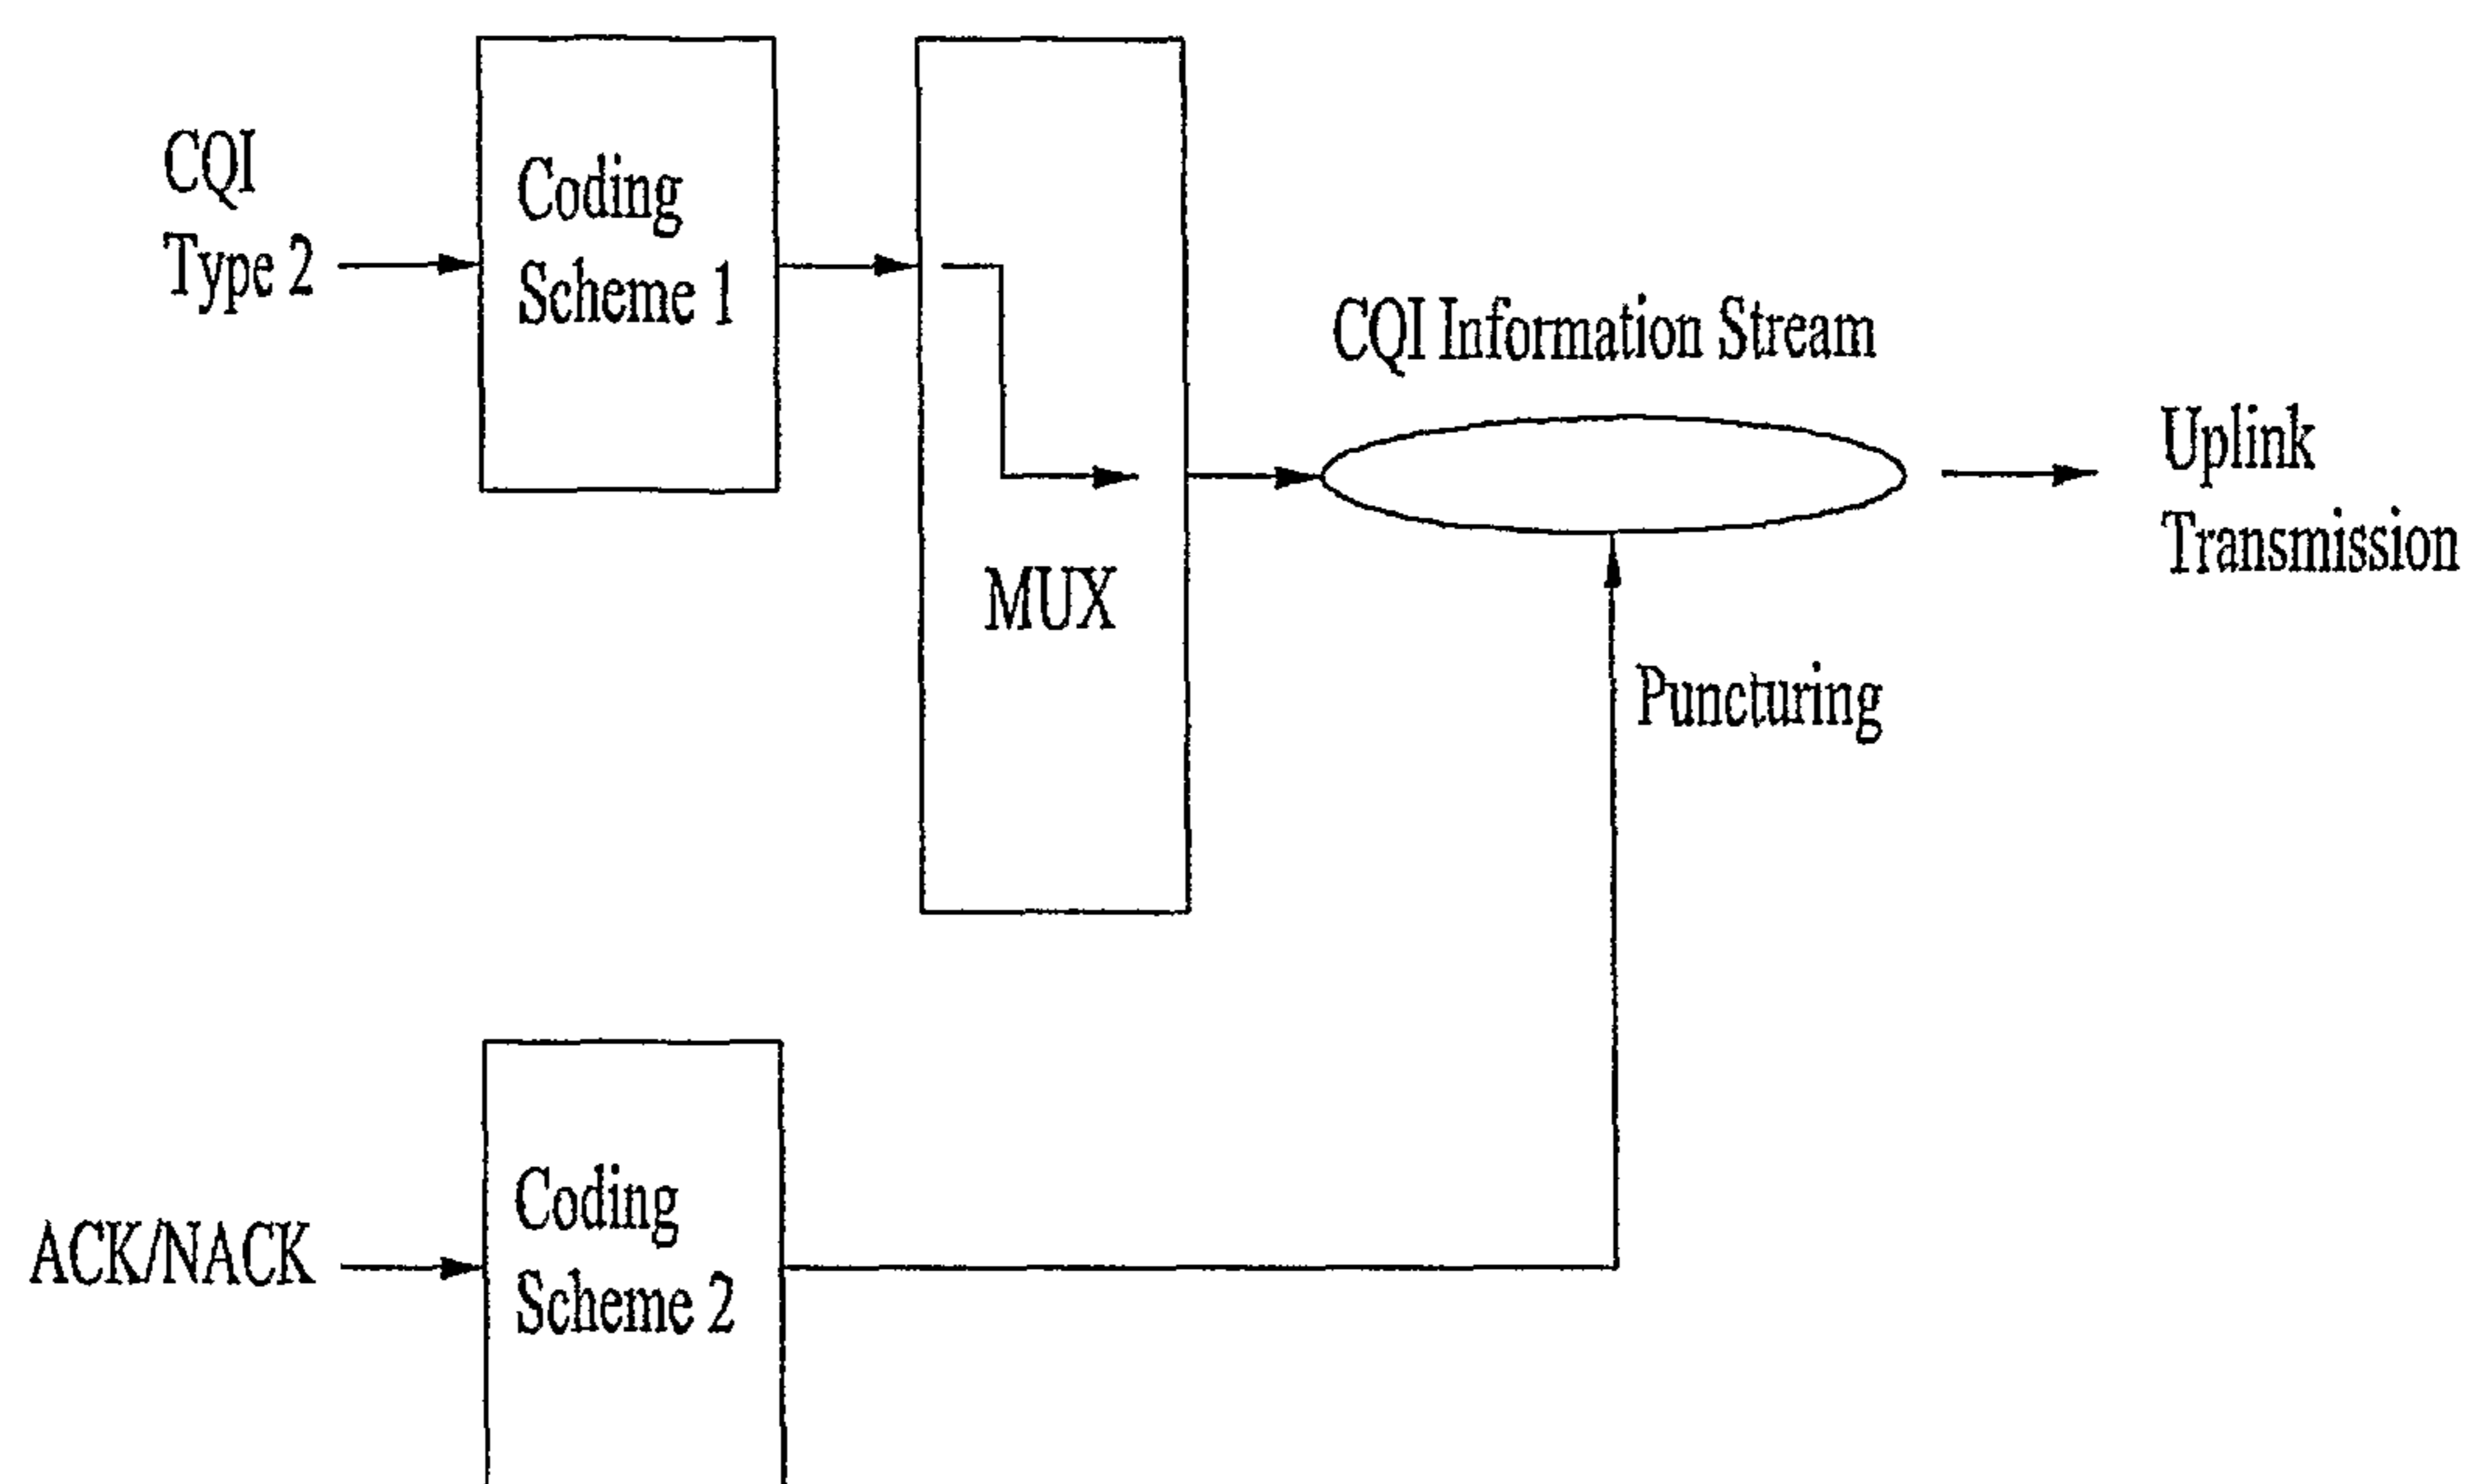 CQI
Type 2
Coding
Scheme 1
MUX
CQI Information Stream
Uplink
Transmission
Puncturing
ACK/NACK
Coding
Scheme 2